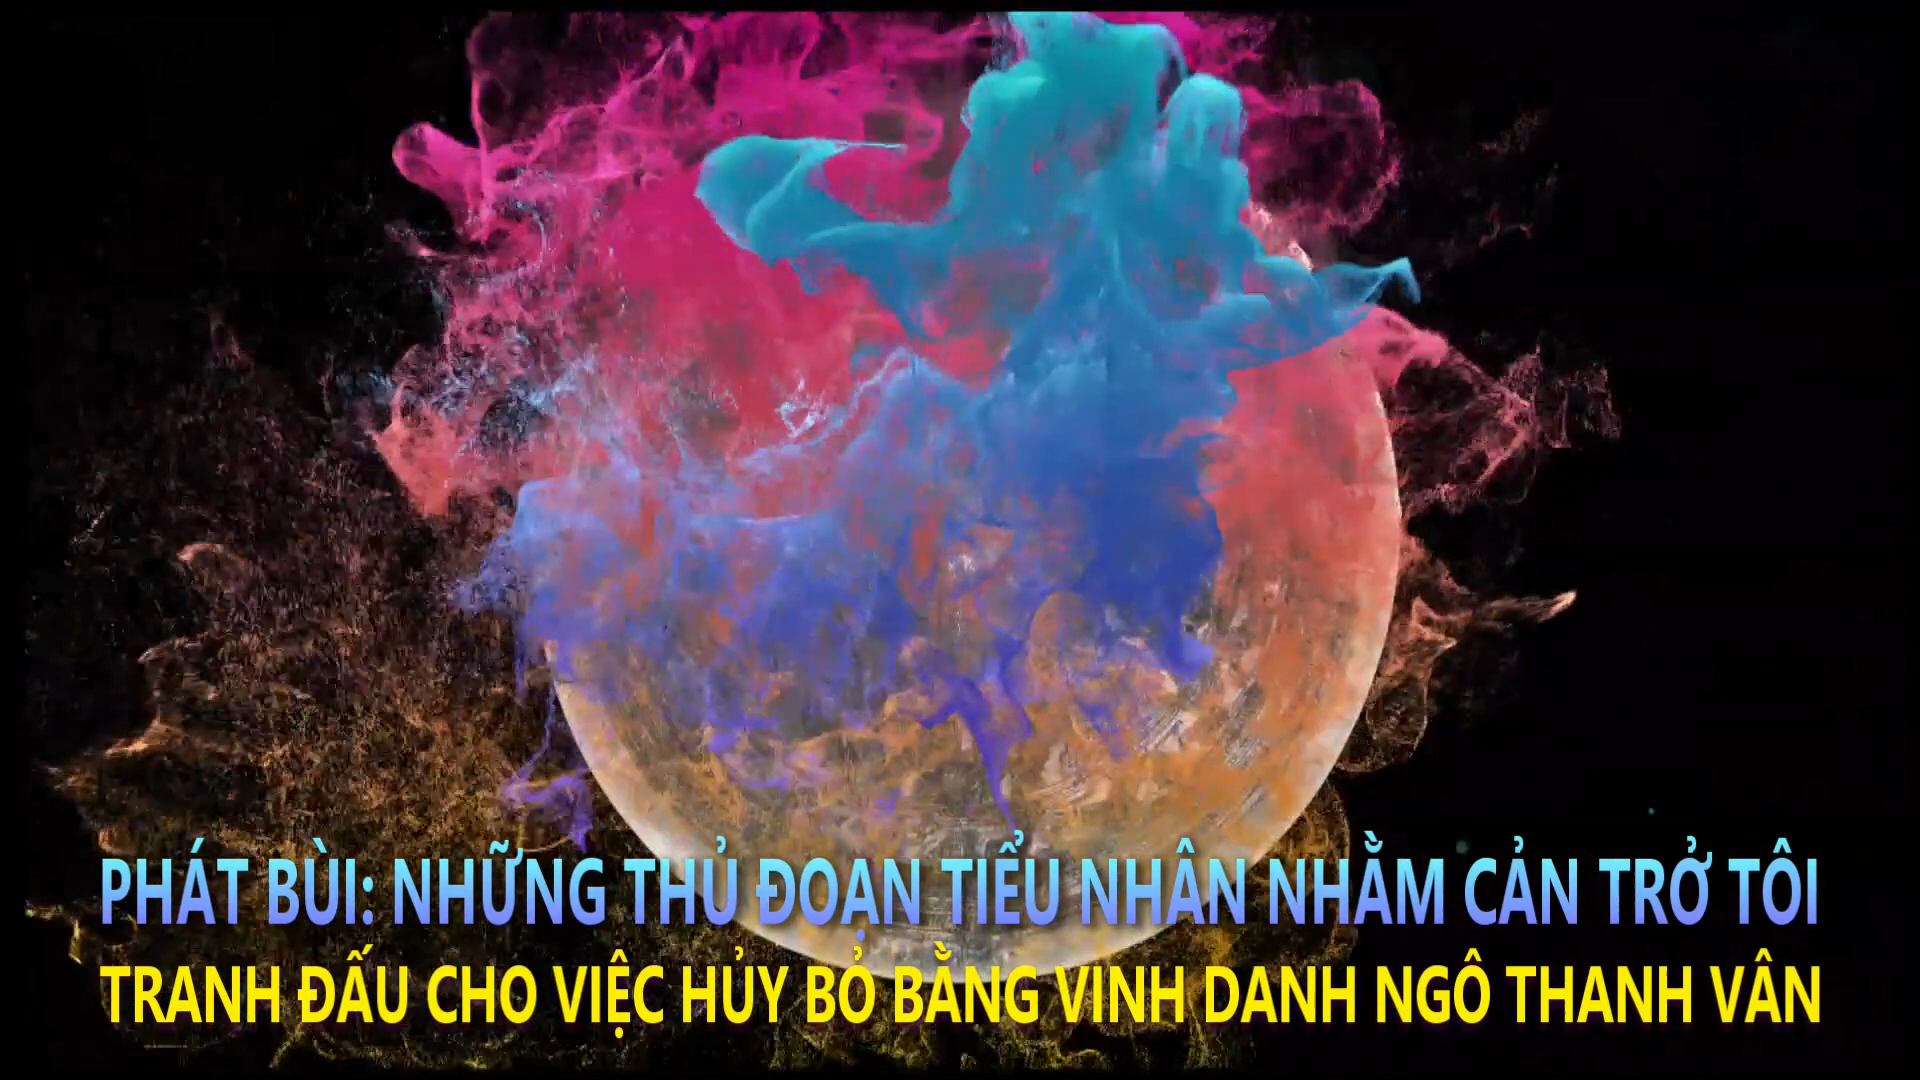 PHÁT BÙI: NHỮNG THỦ ĐOẠN TIỂU NHÂN NHẰM CẢN TRỞ TÔI
TRANH ĐẤU CHO VIỆC HỦY BỎ BẰNG VINH DANH NGÔ THANH VÂN